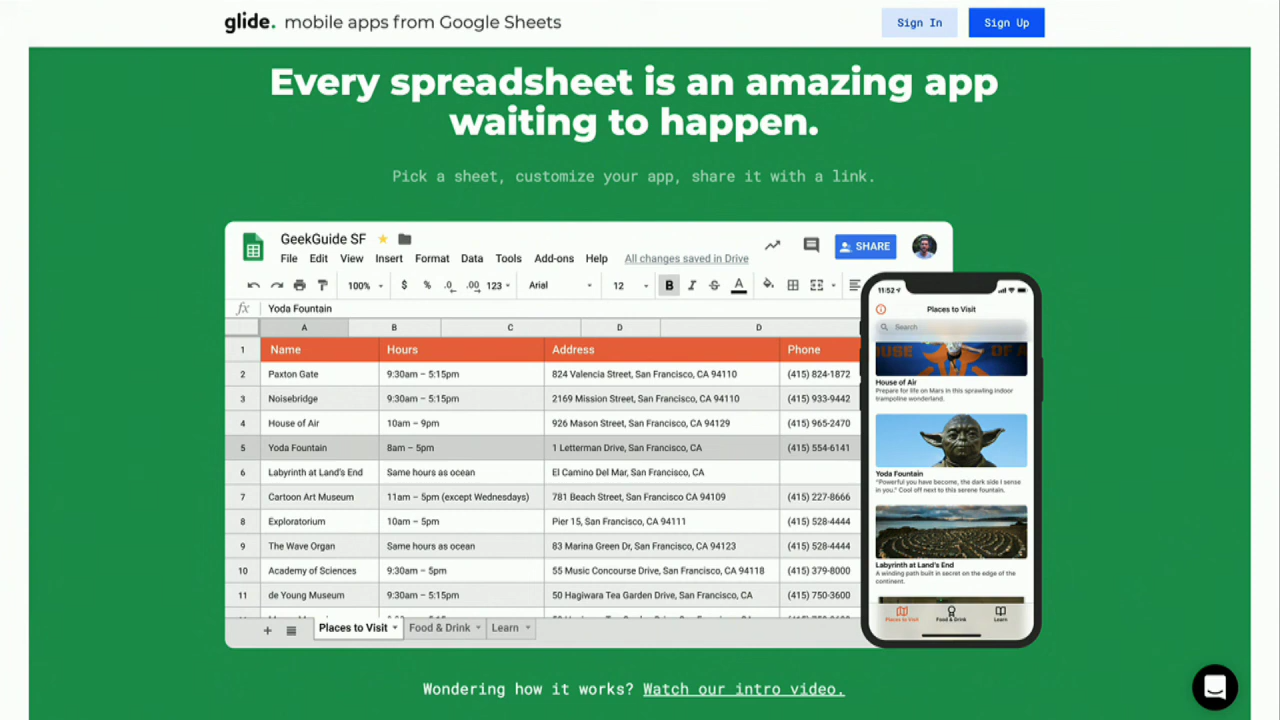 glide. mobile apps from Google Sheets
Sign In
Sign Up
Every spreadsheet is an amazing app
waiting to happen.
Pick a sheet, customize your app, share it with a link.
GeekGuide SF
File Edit View Insert Format Data Tools Add-ons Help All changes saved in Drive
SHARE
100% $ % .0 .00 123 Arial 12 B I S A
fx Yoda Fountain
A B C D D
1 Name Hours Address Phone
2 Paxton Gate 9:30am – 5:15pm 824 Valencia Street, San Francisco, CA 94110 (415) 824-1872
3 Noisebridge 9:30am – 5:15pm 2169 Mission Street, San Francisco, CA 94110 (415) 933-9442
4 House of Air 10am – 9pm 926 Mason Street, San Francisco, CA 94129 (415) 965-2470
5 Yoda Fountain 8am – 5pm 1 Letterman Drive, San Francisco, CA (415) 554-6141
6 Labyrinth at Land's End Same hours as ocean El Camino Del Mar, San Francisco, CA
7 Cartoon Art Museum 11am – 5pm (except Wednesdays) 781 Beach Street, San Francisco, CA 94109 (415) 227-8666
8 Exploratorium 10am – 5pm Pier 15, San Francisco, CA 94111 (415) 528-4444
9 The Wave Organ Same hours as ocean 83 Marina Green Dr, San Francisco, CA 94123 (415) 528-4444
10 Academy of Sciences 9:30am – 5pm 55 Music Concourse Drive, San Francisco, CA 94118 (415) 379-8000
11 de Young Museum 9:30am – 5:15pm 50 Hagiwara Tea Garden Drive, San Francisco, CA (415) 750-3600
+ Places to Visit Food & Drink Learn
11:52
Places to Visit
Search
House of Air
Prepare for life on Mars in this sprawling indoor
trampoline wonderland.
Yoda Fountain
"Powerful you have become, the dark side I sense
in you." Cool off next to this serene fountain.
Labyrinth at Land's End
A winding path built in secret on the edge of the
continent.
Places to Visit Food & Drink Learn
Wondering how it works? Watch our intro video.